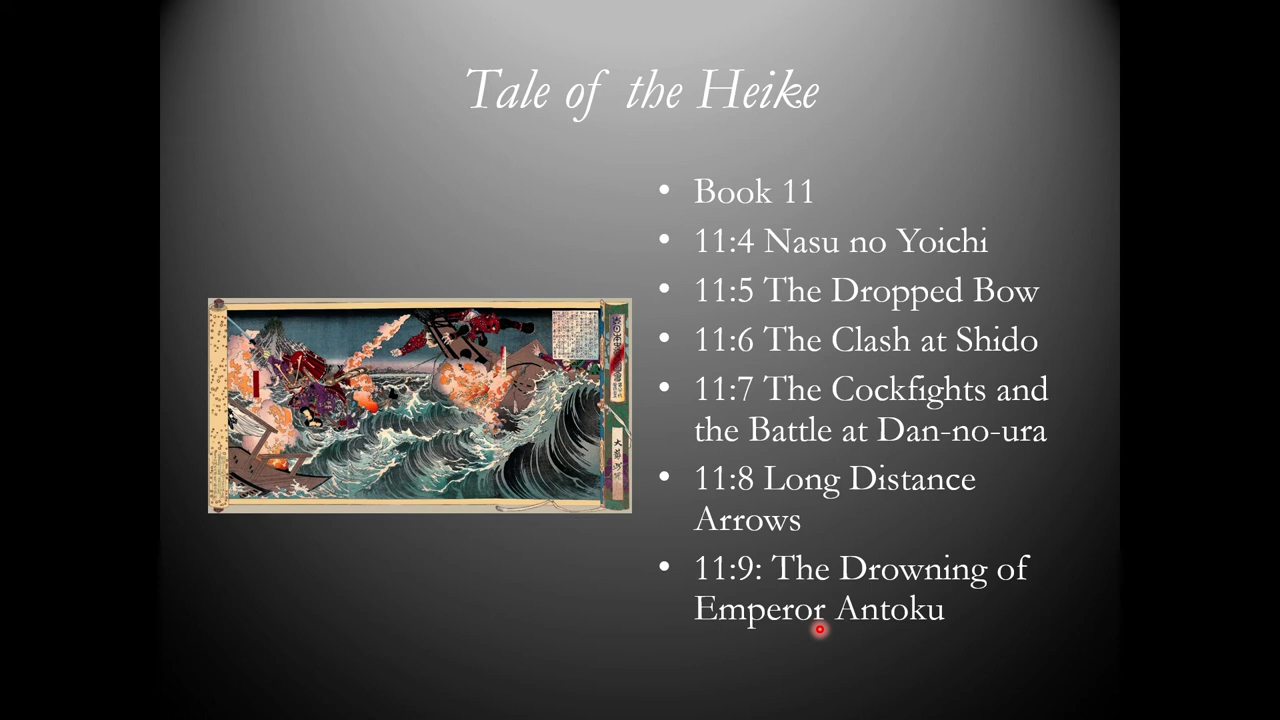 Tale of the Heike
• Book 11
• 11:4 Nasu no Yoichi
• 11:5 The Dropped Bow
• 11:6 The Clash at Shido
• 11:7 The Cockfights and
the Battle at Dan-no-ura
• 11:8 Long Distance
Arrows
• 11:9: The Drowning of
Emperor Antoku